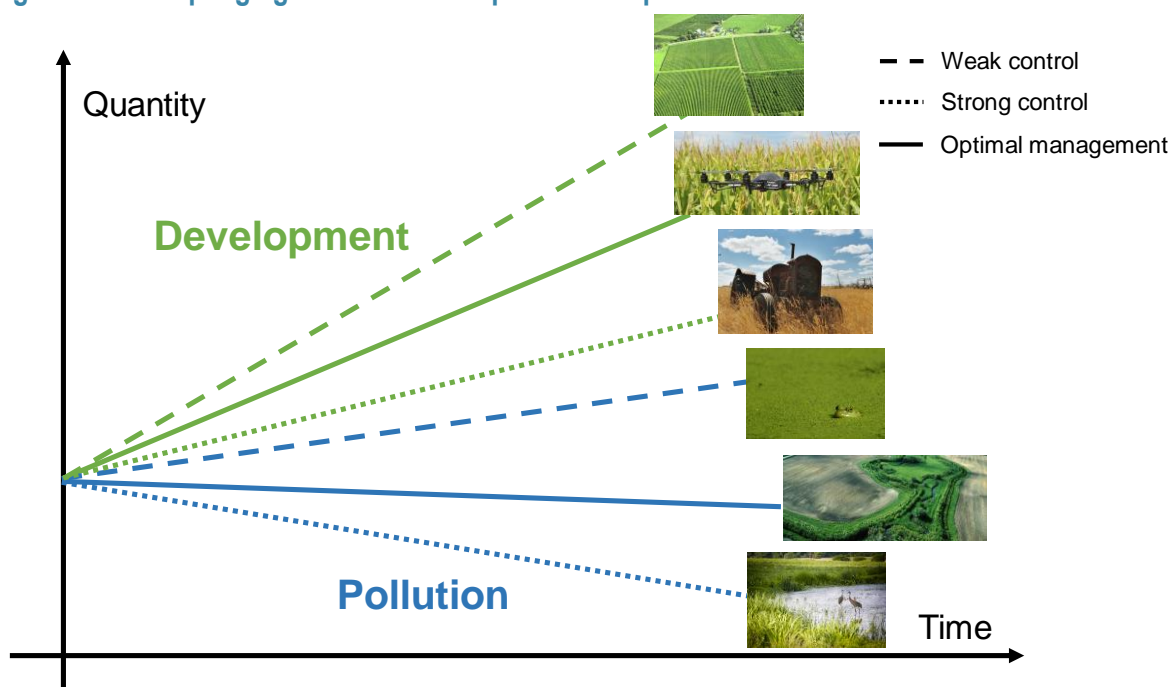 Quantity
Development
Pollution
Time
Weak control
Strong control
Optimal management